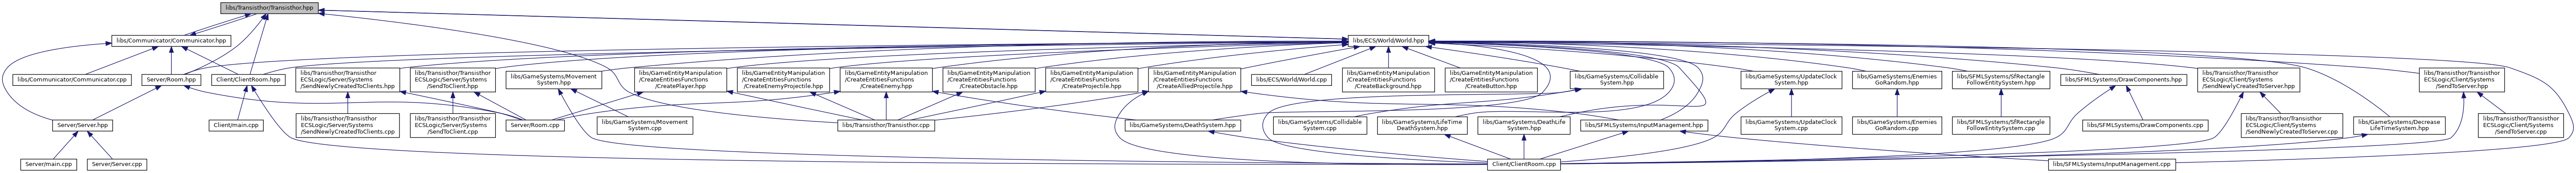 libs/Transisthor/Transisthor.hpp
libs/Communicator/Communicator.hpp
libs/ECS/World/World.hpp
libs/Communicator/Communicator.cpp
Server/Room.hpp
Client/ClientRoom.hpp
libs/Transisthor/Transisthor
ECSLogic/Server/Systems
/SendNewlyCreatedToClients.hpp
libs/Transisthor/Transisthor
ECSLogic/Server/Systems
/SendToClient.hpp
libs/GameSystems/Movement
System.hpp
libs/GameEntityManipulation
/CreateEntitiesFunctions
/CreatePlayer.hpp
libs/GameEntityManipulation
/CreateEntitiesFunctions
/CreateEnemyProjectile.hpp
libs/GameEntityManipulation
/CreateEntitiesFunctions
/CreateEnemy.hpp
libs/GameEntityManipulation
/CreateEntitiesFunctions
/CreateObstacle.hpp
libs/GameEntityManipulation
/CreateEntitiesFunctions
/CreateProjectile.hpp
libs/GameEntityManipulation
/CreateEntitiesFunctions
/CreateAlliedProjectile.hpp
libs/ECS/World/World.cpp
libs/GameEntityManipulation
/CreateEntitiesFunctions
/CreateBackground.hpp
libs/GameEntityManipulation
/CreateEntitiesFunctions
/CreateButton.hpp
libs/GameSystems/Collidable
System.hpp
libs/GameSystems/UpdateClock
System.hpp
libs/GameSystems/Enemies
GoRandom.hpp
libs/SFMLSystems/SfRectangle
FollowEntitySystem.hpp
libs/SFMLSystems/DrawComponents.hpp
libs/Transisthor/Transisthor
ECSLogic/Client/Systems
/SendNewlyCreatedToServer.hpp
libs/Transisthor/Transisthor
ECSLogic/Client/Systems
/SendToServer.hpp
Server/Server.hpp
Client/main.cpp
libs/Transisthor/Transisthor
ECSLogic/Server/Systems
/SendNewlyCreatedToClients.cpp
libs/Transisthor/Transisthor
ECSLogic/Server/Systems
/SendToClient.cpp
Server/Room.cpp
libs/GameSystems/Movement
System.cpp
libs/Transisthor/Transisthor.cpp
libs/GameSystems/DeathSystem.hpp
libs/GameSystems/Collidable
System.cpp
libs/GameSystems/LifeTime
DeathSystem.hpp
libs/GameSystems/DeathLife
System.hpp
libs/SFMLSystems/InputManagement.hpp
libs/GameSystems/UpdateClock
System.cpp
libs/GameSystems/Enemies
GoRandom.cpp
libs/SFMLSystems/SfRectangle
FollowEntitySystem.cpp
libs/SFMLSystems/DrawComponents.cpp
libs/Transisthor/Transisthor
ECSLogic/Client/Systems
/SendNewlyCreatedToServer.cpp
libs/GameSystems/Decrease
LifeTimeSystem.hpp
libs/Transisthor/Transisthor
ECSLogic/Client/Systems
/SendToServer.cpp
Server/main.cpp
Server/Server.cpp
Client/ClientRoom.cpp
libs/SFMLSystems/InputManagement.cpp